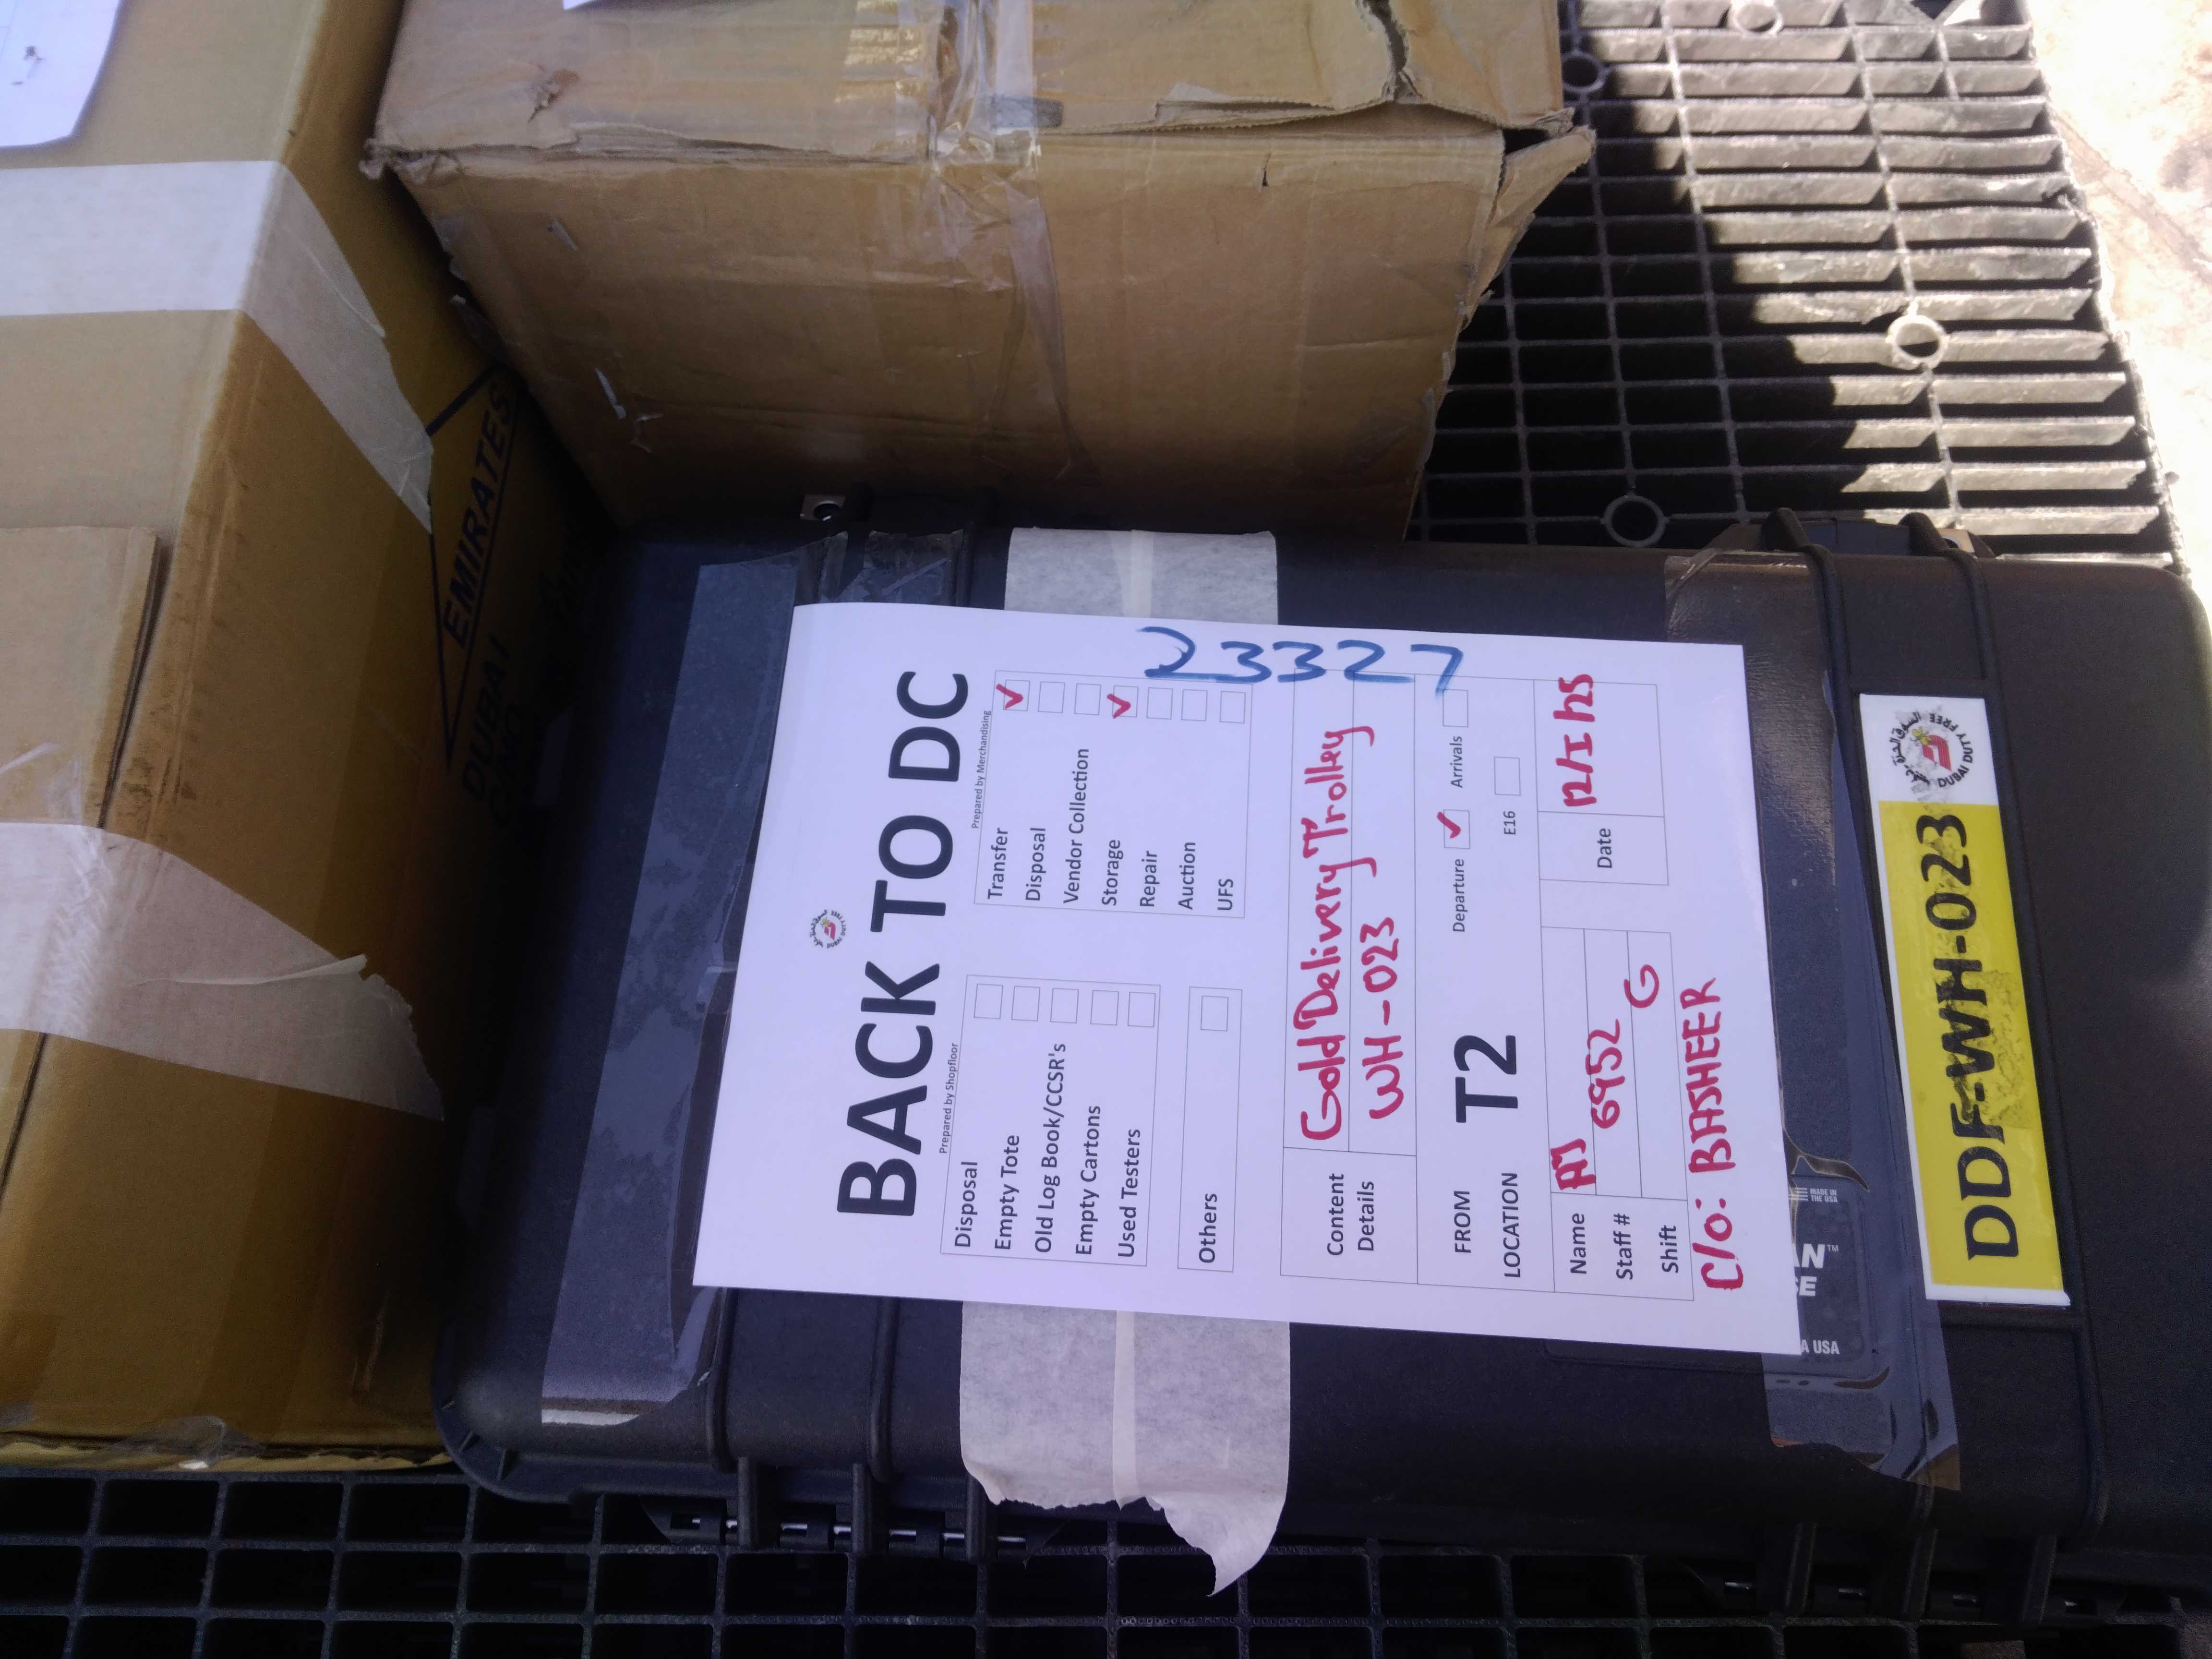 BACK TO DC
Prepared by Shopfloor
Disposal
Empty Tote
Old Log Book/CCSR's
Empty Cartons
Used Testers
Others
Prepared by Merchandising
Transfer ✓
Disposal
Vendor Collection
Storage ✓
Repair
Auction
UFS
23327
Content Details
Gold Delivery Trolley
WH-023
FROM LOCATION
T2
Departure ✓ Arrivals
E16
Name AJ
Staff # 6952
Shift G
Date
C/o: BASHEER
DDF-WH-023
DUBAI DUTY FREE
MADE IN
THE USA
A USA
EMIRATES
DUBAI